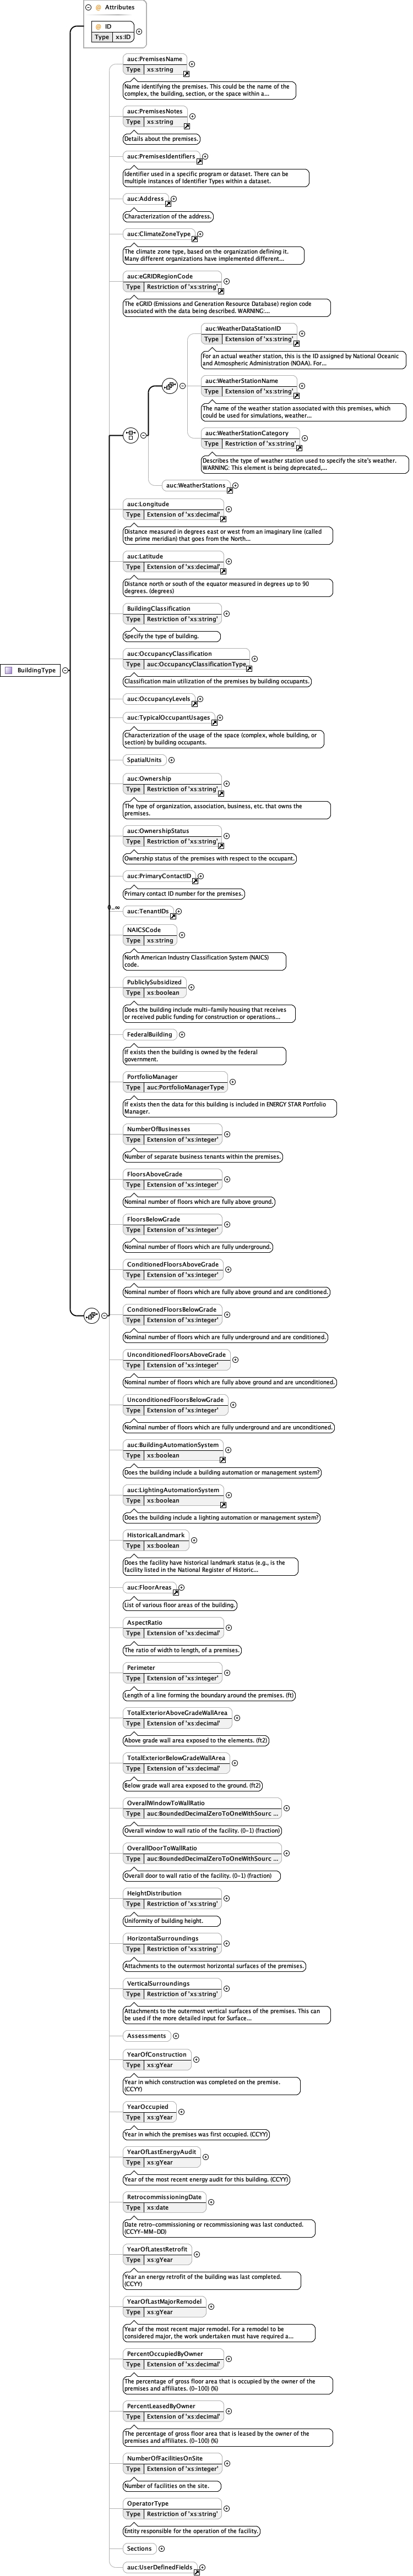 Attributes
@ ID
Type xs:ID
auc:PremisesName
Type xs:string
Name identifying the premises. This could be the name of the
complex, the building, section, or the space within a...
auc:PremisesNotes
Type xs:string
Details about the premises.
auc:PremisesIdentifiers
Identifier used in a specific program or dataset. There can be
multiple instances of Identifier Types within a dataset.
auc:Address
Characterization of the address.
auc:ClimateZoneType
The climate zone type, based on the organization defining it.
Many different organizations have implemented different...
auc:eGRIDRegionCode
Type Restriction of 'xs:string'
The eGRID (Emissions and Generation Resource Database) region code
associated with the data being described. WARNING:...
auc:WeatherDataStationID
Type Extension of 'xs:string'
For an actual weather station, this is the ID assigned by National Oceanic
and Atmospheric Administration (NOAA). For...
auc:WeatherStationName
Type Extension of 'xs:string'
The name of the weather station associated with this premises, which
could be used for simulations, weather...
auc:WeatherStationCategory
Type Restriction of 'xs:string'
Describes the type of weather station used to specify the site's weather.
WARNING: This element is being deprecated,...
auc:WeatherStations
auc:Longitude
Type Extension of 'xs:decimal'
Distance measured in degrees east or west from an imaginary line (called
the prime meridian) that goes from the North...
auc:Latitude
Type Extension of 'xs:decimal'
Distance north or south of the equator measured in degrees up to 90
degrees. (degrees)
BuildingClassification
Type Restriction of 'xs:string'
Specify the type of building.
auc:OccupancyClassification
Type auc:OccupancyClassificationType
Classification main utilization of the premises by building occupants.
BuildingType
auc:OccupancyLevels
auc:TypicalOccupantUsages
Characterization of the usage of the space (complex, whole building, or
section) by building occupants.
SpatialUnits
auc:Ownership
Type Restriction of 'xs:string'
The type of organization, association, business, etc. that owns the
premises.
auc:OwnershipStatus
Type Restriction of 'xs:string'
Ownership status of the premises with respect to the occupant.
auc:PrimaryContactID
Primary contact ID number for the premises.
0..∞
auc:TenantIDs
NAICSCode
Type xs:string
North American Industry Classification System (NAICS)
code.
PubliclySubsidized
Type xs:boolean
Does the building include multi-family housing that receives
or received public funding for construction or operations...
FederalBuilding
If exists then the building is owned by the federal
government.
PortfolioManager
Type auc:PortfolioManagerType
If exists then the data for this building is included in ENERGY STAR Portfolio
Manager.
NumberOfBusinesses
Type Extension of 'xs:integer'
Number of separate business tenants within the premises.
FloorsAboveGrade
Type Extension of 'xs:integer'
Nominal number of floors which are fully above ground.
FloorsBelowGrade
Type Extension of 'xs:integer'
Nominal number of floors which are fully underground.
ConditionedFloorsAboveGrade
Type Extension of 'xs:integer'
Nominal number of floors which are fully above ground and are conditioned.
ConditionedFloorsBelowGrade
Type Extension of 'xs:integer'
Nominal number of floors which are fully underground and are conditioned.
UnconditionedFloorsAboveGrade
Type Extension of 'xs:integer'
Nominal number of floors which are fully above ground and are unconditioned.
UnconditionedFloorsBelowGrade
Type Extension of 'xs:integer'
Nominal number of floors which are fully underground and are unconditioned.
auc:BuildingAutomationSystem
Type xs:boolean
Does the building include a building automation or management system?
auc:LightingAutomationSystem
Type xs:boolean
Does the building include a lighting automation or management system?
HistoricalLandmark
Type xs:boolean
Does the facility have historical landmark status (e.g., is the
facility listed in the National Register of Historic...
auc:FloorAreas
List of various floor areas of the building.
AspectRatio
Type Extension of 'xs:decimal'
The ratio of width to length, of a premises.
Perimeter
Type Extension of 'xs:integer'
Length of a line forming the boundary around the premises. (ft)
TotalExteriorAboveGradeWallArea
Type Extension of 'xs:decimal'
Above grade wall area exposed to the elements. (ft2)
TotalExteriorBelowGradeWallArea
Type Extension of 'xs:decimal'
Below grade wall area exposed to the ground. (ft2)
OverallWindowToWallRatio
Type auc:BoundedDecimalZeroToOneWithSourc ...
Overall window to wall ratio of the facility. (0-1) (fraction)
OverallDoorToWallRatio
Type auc:BoundedDecimalZeroToOneWithSourc ...
Overall door to wall ratio of the facility. (0-1) (fraction)
HeightDistribution
Type Restriction of 'xs:string'
Uniformity of building height.
HorizontalSurroundings
Type Restriction of 'xs:string'
Attachments to the outermost horizontal surfaces of the premises.
VerticalSurroundings
Type Restriction of 'xs:string'
Attachments to the outermost vertical surfaces of the premises. This can
be used if the more detailed input for Surface...
Assessments
YearOfConstruction
Type xs:gYear
Year in which construction was completed on the premise.
(CCYY)
YearOccupied
Type xs:gYear
Year in which the premises was first occupied. (CCYY)
YearOfLastEnergyAudit
Type xs:gYear
Year of the most recent energy audit for this building. (CCYY)
RetrocommissioningDate
Type xs:date
Date retro-commissioning or recommissioning was last conducted.
(CCYY-MM-DD)
YearOfLatestRetrofit
Type xs:gYear
Year an energy retrofit of the building was last completed.
(CCYY)
YearOfLastMajorRemodel
Type xs:gYear
Year of the most recent major remodel. For a remodel to be
considered major, the work undertaken must have required a...
PercentOccupiedByOwner
Type Extension of 'xs:decimal'
The percentage of gross floor area that is occupied by the owner of the
premises and affiliates. (0-100) (%)
PercentLeasedByOwner
Type Extension of 'xs:decimal'
The percentage of gross floor area that is leased by the owner of the
premises and affiliates. (0-100) (%)
NumberOfFacilitiesOnSite
Type Extension of 'xs:integer'
Number of facilities on the site.
OperatorType
Type Restriction of 'xs:string'
Entity responsible for the operation of the facility.
Sections
auc:UserDefinedFields